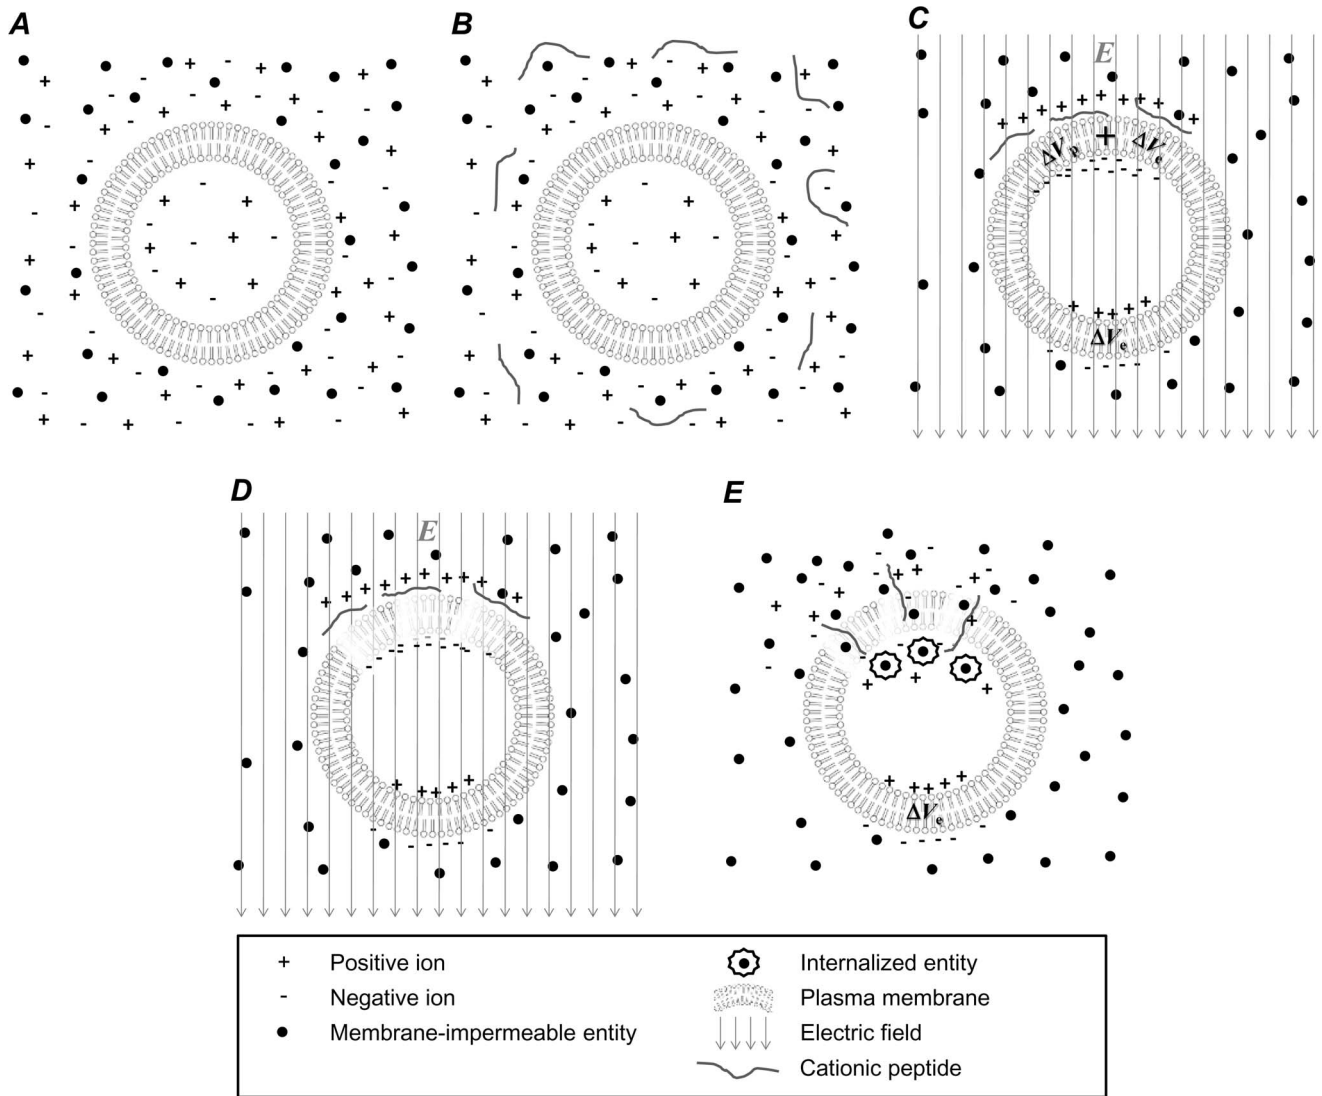 A
B
C
E
ΔVp + ΔVe
ΔVe
D
E
E
ΔVe
+ Positive ion
- Negative ion
Membrane-impermeable entity
Internalized entity
Plasma membrane
Electric field
Cationic peptide